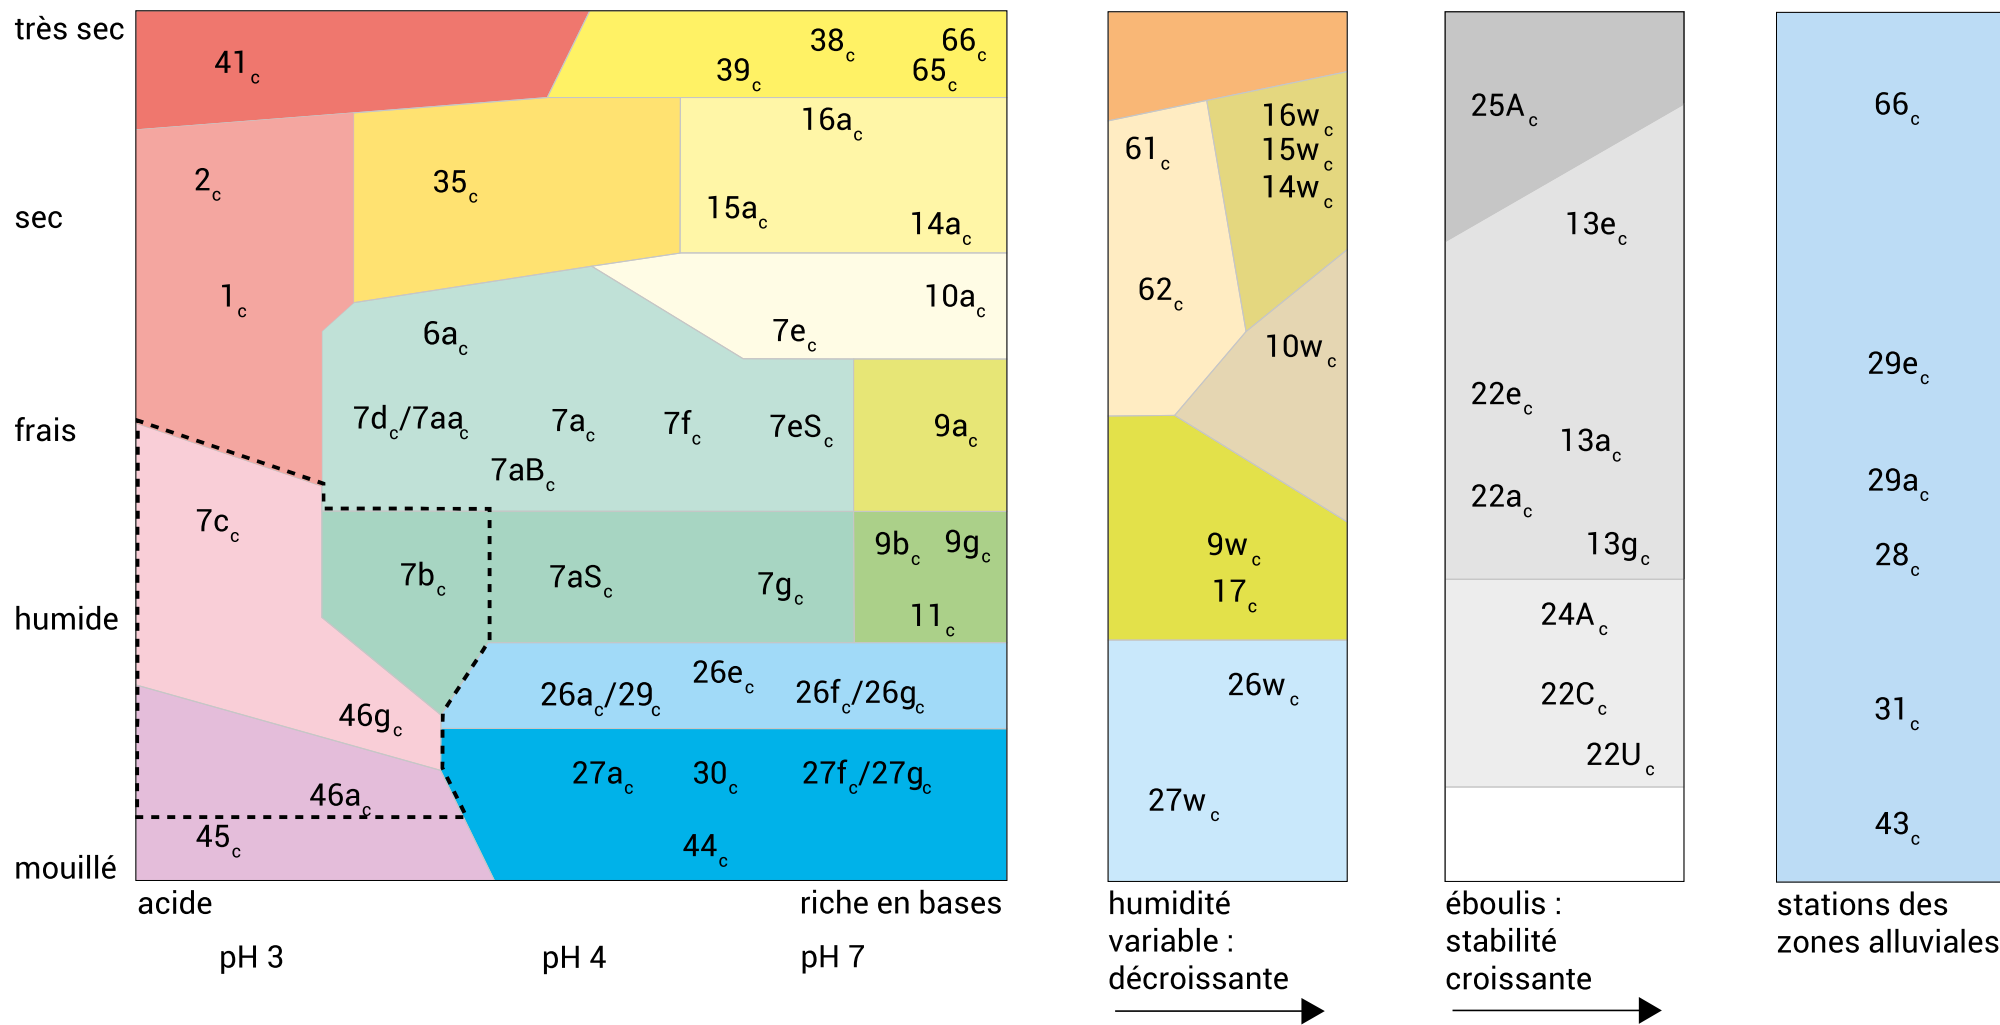 très sec
sec
frais
humide
mouillé
41c
38c
66c
39c
65c
16ac
2c
35c
15ac
14ac
1c
10ac
6ac
7ec
7dc/7aac
7ac
7fc
7eSc
9ac
7aBc
7cc
9bc
9gc
7bc
7aSc
7gc
11c
26ec
26ac/29c
26fc/26gc
46gc
27ac
30c
27fc/27gc
46ac
45c
44c
acide
riche en bases
pH 3
pH 4
pH 7
16wc
61c
15wc
14wc
62c
10wc
9wc
17c
26wc
27wc
humidité
variable :
décroissante
25Ac
13ec
22ec
13ac
22ac
13gc
24Ac
22Cc
22Uc
éboulis :
stabilité
croissante
66c
29ec
29ac
28c
31c
43c
stations des
zones alluviales